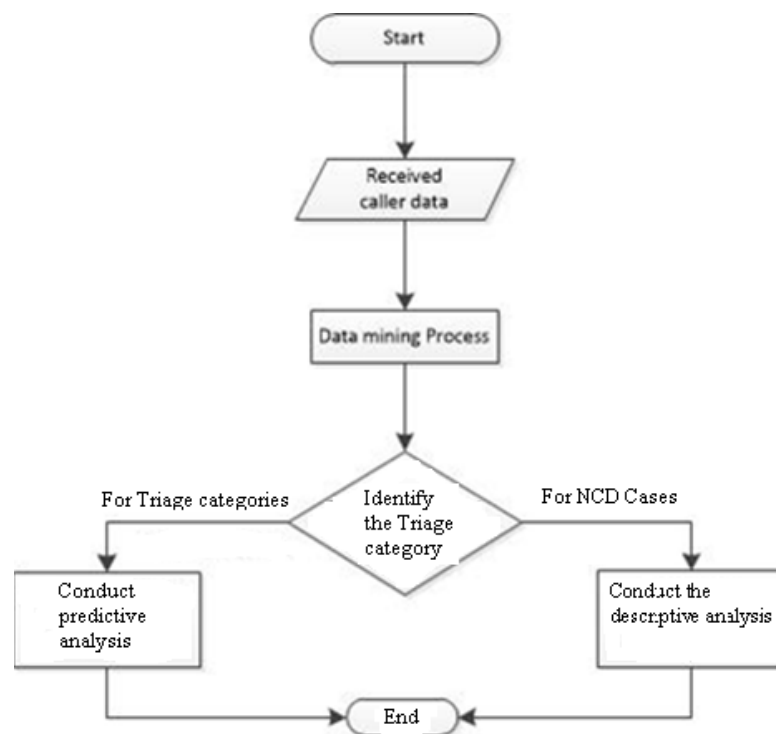 Start
Received
caller data
Data mining Process
For Triage categories
Identify
the Triage
category
For NCD Cases
Conduct
predictive
analysis
Conduct the
descriptive analysis
End